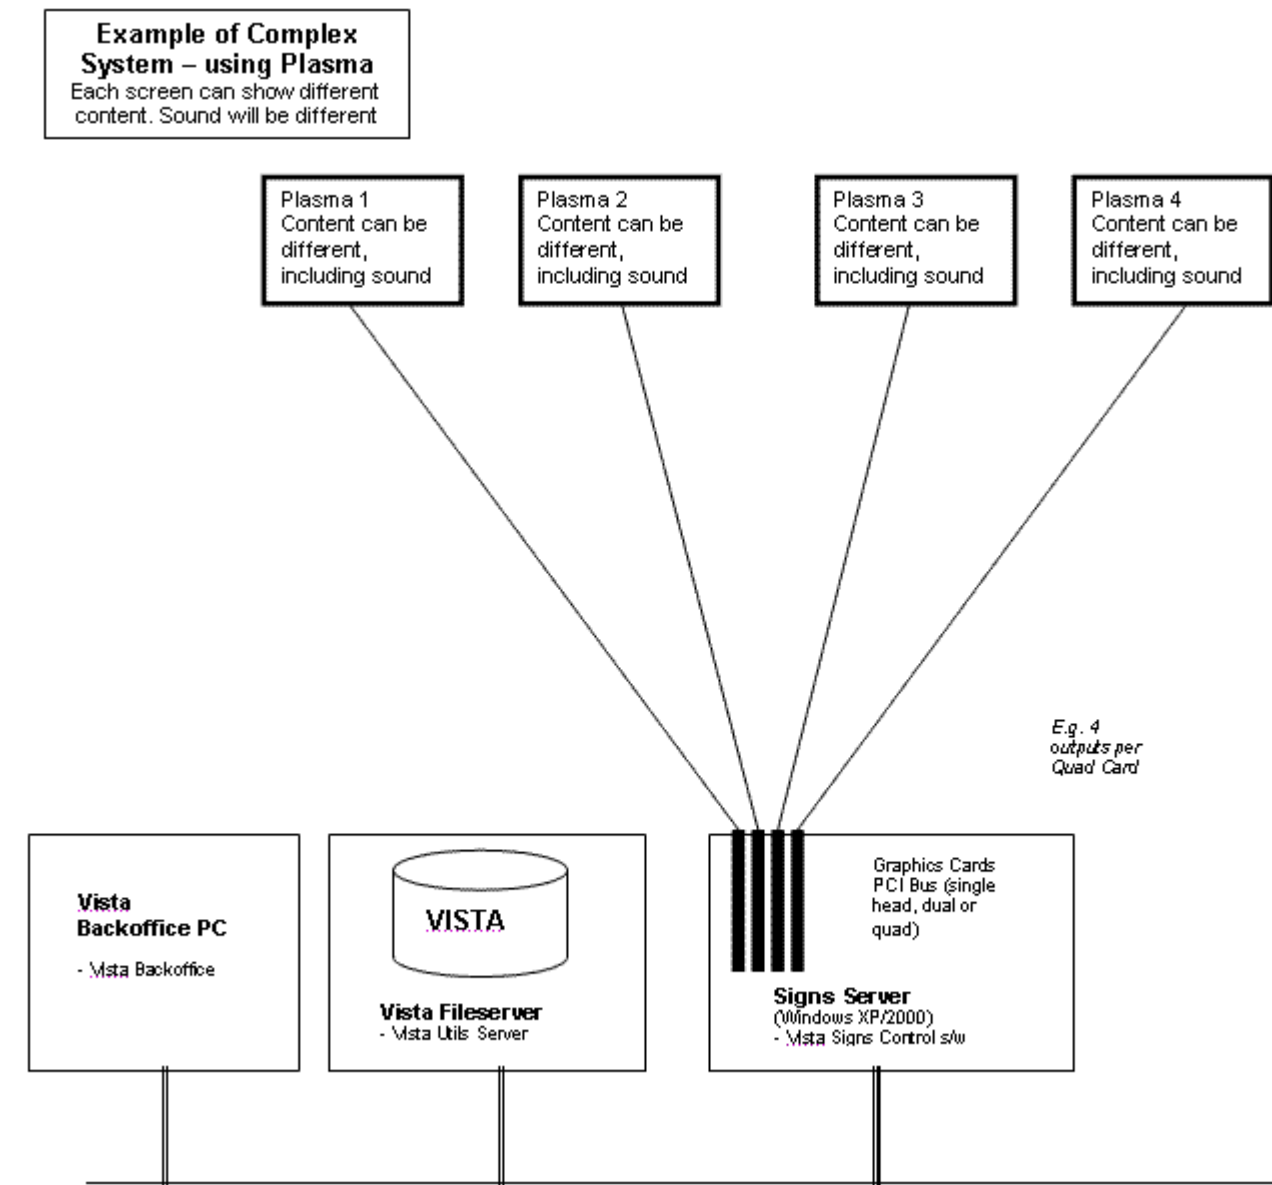 Example of Complex
System – using Plasma
Each screen can show different
content. Sound will be different
Plasma 1
Content can be
different,
including sound
Plasma 2
Content can be
different,
including sound
Plasma 3
Content can be
different,
including sound
Plasma 4
Content can be
different,
including sound
E.g. 4
outputs per
Quad Card
Vista
Backoffice PC
- Vista Backoffice
VISTA
Vista Fileserver
- Vista Utils Server
Graphics Cards
PCI Bus (single
head, dual or
quad)
Signs Server
(Windows XP/2000)
- Vista Signs Control s/w